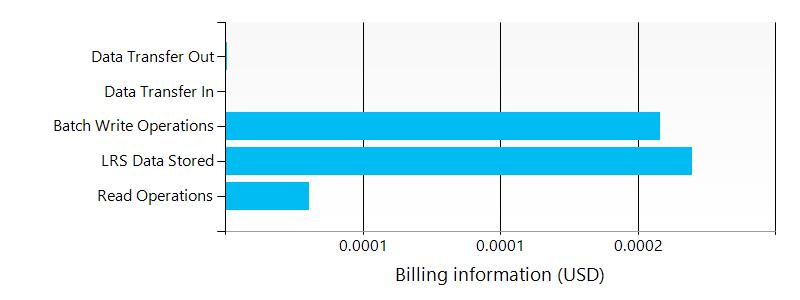 Data Transfer Out
Data Transfer In
Batch Write Operations
LRS Data Stored
Read Operations
0.0001 0.0001 0.0002
Billing information (USD)